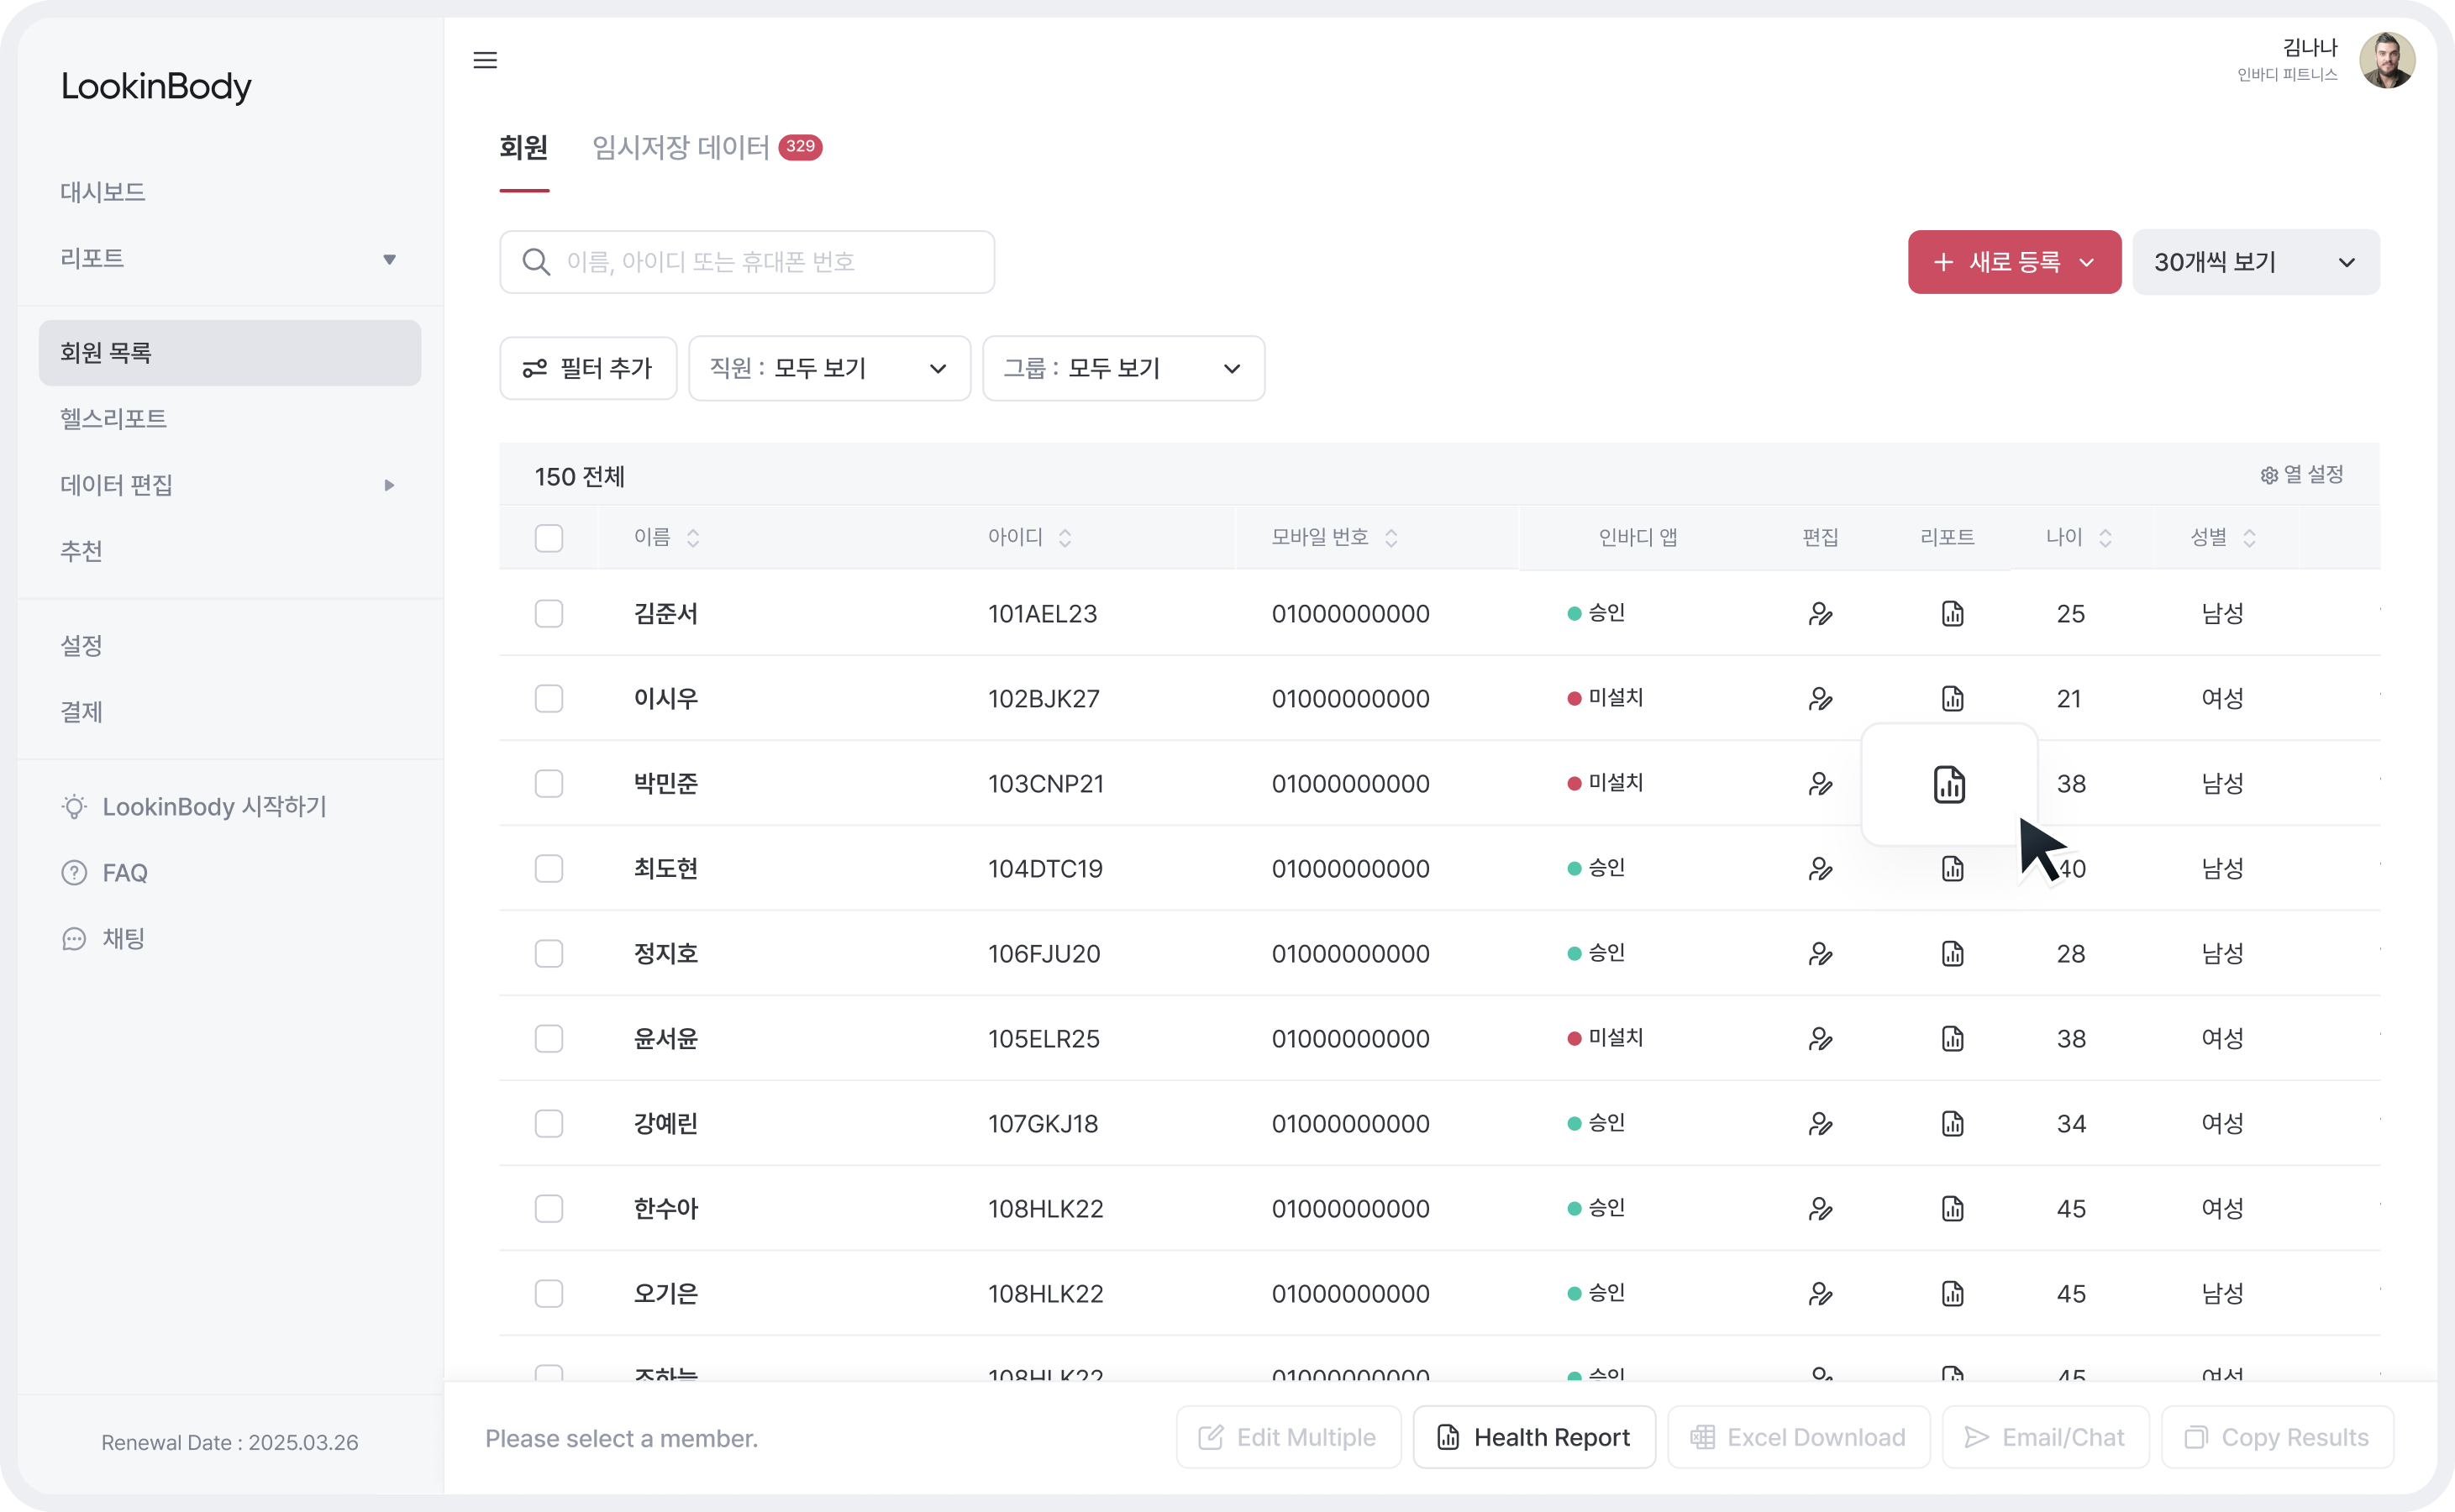 LookinBody
대시보드
리포트
회원 목록
헬스리포트
데이터 편집
추천
설정
결제
LookinBody 시작하기
FAQ
채팅
Renewal Date : 2025.03.26
김나나
인바디 피트니스
회원 임시저장 데이터 329
이름, 아이디 또는 휴대폰 번호
새로 등록 30개씩 보기
필터 추가 직원 : 모두 보기 그룹 : 모두 보기
150 전체 열 설정
이름 아이디 모바일 번호 인바디 앱 편집 리포트 나이 성별
김준서 101AEL23 01000000000 승인 25 남성
이시우 102BJK27 01000000000 미설치 21 여성
박민준 103CNP21 01000000000 미설치 38 남성
최도현 104DTC19 01000000000 승인 40 남성
정지호 106FJU20 01000000000 승인 28 남성
윤서윤 105ELR25 01000000000 미설치 38 여성
강예린 107GKJ18 01000000000 승인 34 여성
한수아 108HLK22 01000000000 승인 45 여성
오기은 108HLK22 01000000000 승인 45 남성
108HLK22 01000000000 승인 45 여성
Please select a member. Edit Multiple Health Report Excel Download Email/Chat Copy Results